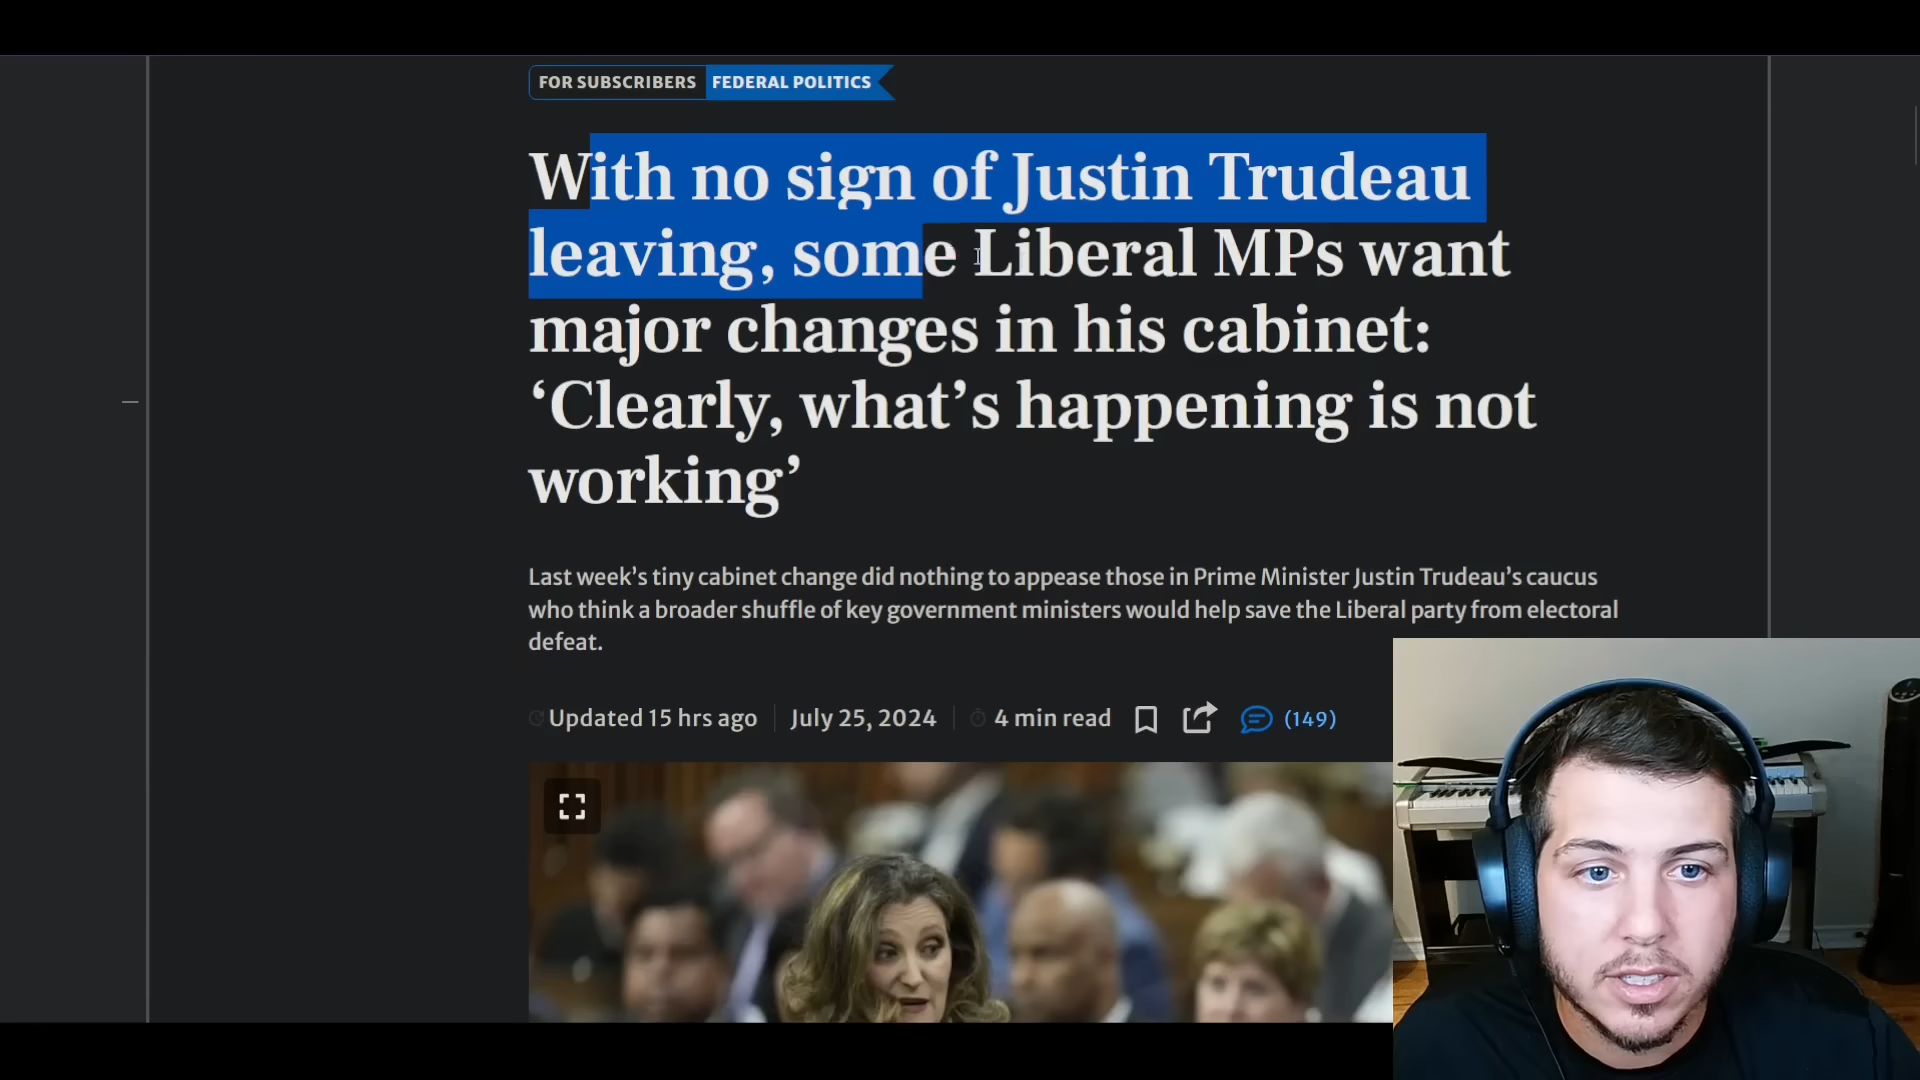 FOR SUBSCRIBERS FEDERAL POLITICS
With no sign of Justin Trudeau
leaving, some Liberal MPs want
major changes in his cabinet:
‘Clearly, what’s happening is not
working’
Last week’s tiny cabinet change did nothing to appease those in Prime Minister Justin Trudeau’s caucus
who think a broader shuffle of key government ministers would help save the Liberal party from electoral
defeat.
Updated 15 hrs ago July 25, 2024 4 min read (149)